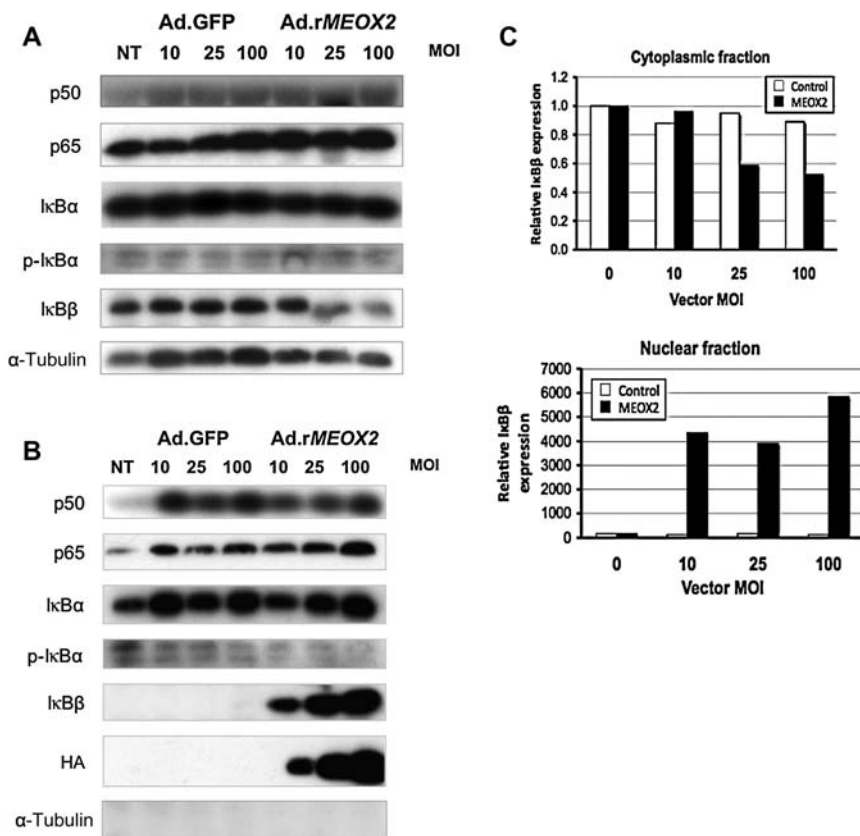 A
Ad.GFP Ad.rMEOX2
NT 10 25 100 10 25 100 MOI
p50
p65
IκBα
p-IκBα
IκBβ
α-Tubulin
B
Ad.GFP Ad.rMEOX2
NT 10 25 100 10 25 100 MOI
p50
p65
IκBα
p-IκBα
IκBβ
HA
α-Tubulin
C
Cytoplasmic fraction
Relative IκBβ expression
1.2
1.0
0.8
0.6
0.4
0.2
0.0
Control
MEOX2
0 10 25 100
Vector MOI
Nuclear fraction
Relative IκBβ
expression
7000
6000
5000
4000
3000
2000
1000
0
Control
MEOX2
0 10 25 100
Vector MOI